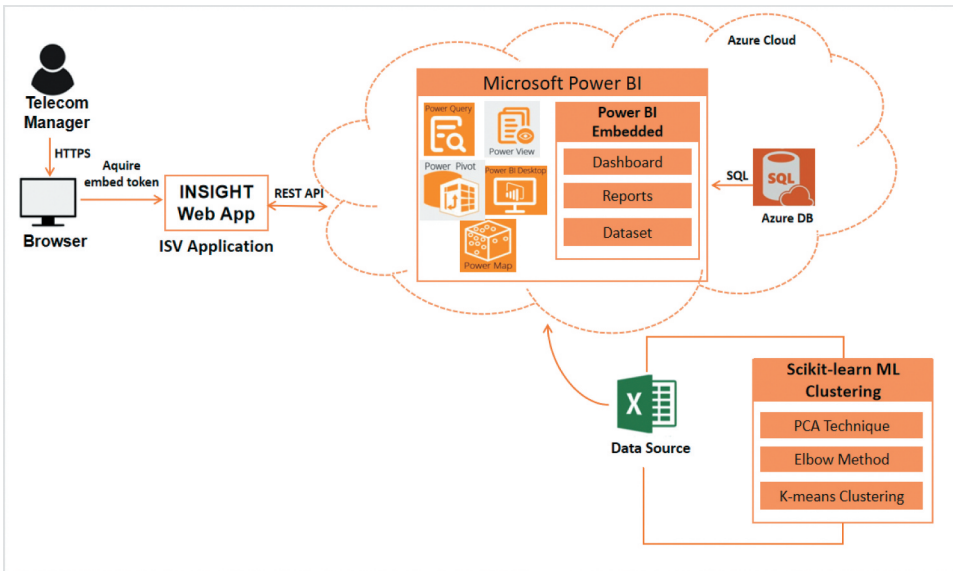 Azure Cloud
Telecom
Manager
HTTPS
Aquire
embed token
Browser
INSIGHT
Web App
ISV Application
REST API
Microsoft Power BI
Power Query
Power View
Power Pivot
Power BI Desktop
Power Map
Power BI
Embedded
Dashboard
Reports
Dataset
SQL
SQL
Azure DB
X
Data Source
Scikit-learn ML
Clustering
PCA Technique
Elbow Method
K-means Clustering